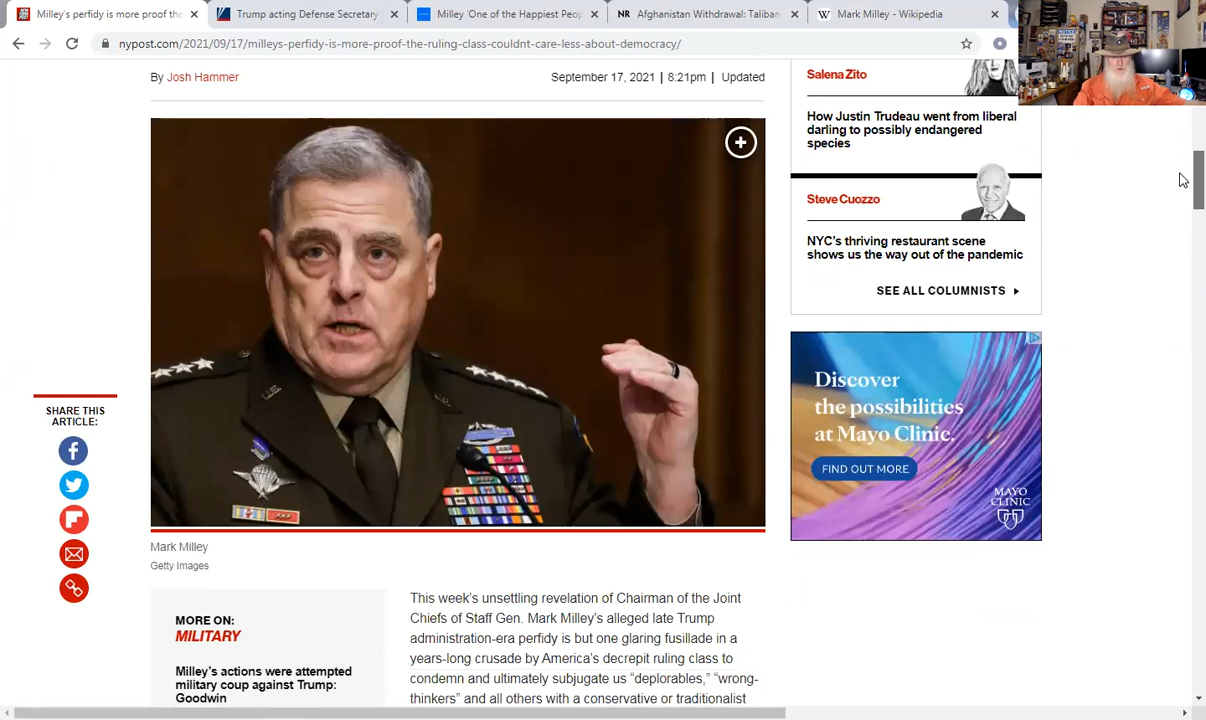 Milley's perfidy is more proof the
Trump acting Defense Secretary
Milley 'One of the Happiest Peop
NR
Afghanistan Withdrawal: Taliban
W
Mark Milley - Wikipedia
nypost.com/2021/09/17/milleys-perfidy-is-more-proof-the-ruling-class-couldnt-care-less-about-democracy/
By Josh Hammer
September 17, 2021 | 8:21pm | Updated
Salena Zito
How Justin Trudeau went from liberal
darling to possibly endangered
species
Steve Cuozzo
NYC's thriving restaurant scene
shows us the way out of the pandemic
SEE ALL COLUMNISTS
Discover
the possibilities
at Mayo Clinic.
FIND OUT MORE
MAYO
CLINIC
SHARE THIS
ARTICLE:
Mark Milley
Getty Images
MORE ON:
MILITARY
Milley's actions were attempted
military coup against Trump:
Goodwin
This week's unsettling revelation of Chairman of the Joint
Chiefs of Staff Gen. Mark Milley's alleged late Trump
administration-era perfidy is but one glaring fusillade in a
years-long crusade by America's decrepit ruling class to
condemn and ultimately subjugate us “deplorables,” “wrong-
thinkers” and all others with a conservative or traditionalist